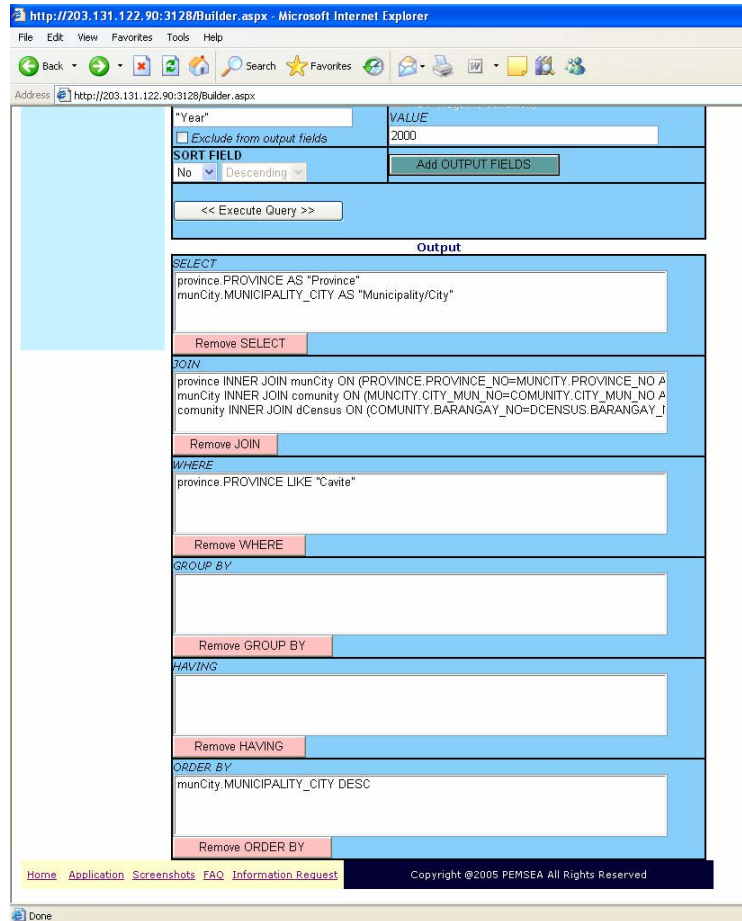 http://203.131.122.90:3128/Builder.aspx - Microsoft Internet Explorer
File Edit View Favorites Tools Help
Back Search Favorites
Address http://203.131.122.90:3128/Builder.aspx
"Year"
VALUE
Exclude from output fields
2000
SORT FIELD
No Descending
Add OUTPUT FIELDS
<< Execute Query >>
Output
SELECT
province.PROVINCE AS "Province"
munCity.MUNICIPALITY_CITY AS "Municipality/City"
Remove SELECT
JOIN
province INNER JOIN munCity ON (PROVINCE.PROVINCE_NO=MUNCITY.PROVINCE_NO A
munCity INNER JOIN comunity ON (MUNCITY.CITY_MUN_NO=COMUNITY.CITY_MUN_NO A
comunity INNER JOIN dCensus ON (COMUNITY.BARANGAY_NO=DCENSUS.BARANGAY_
Remove JOIN
WHERE
province.PROVINCE LIKE "Cavite"
Remove WHERE
GROUP BY
Remove GROUP BY
HAVING
Remove HAVING
ORDER BY
munCity.MUNICIPALITY_CITY DESC
Remove ORDER BY
Home Application Screenshots FAQ Information Request
Copyright @2005 PEMSEA All Rights Reserved
Done